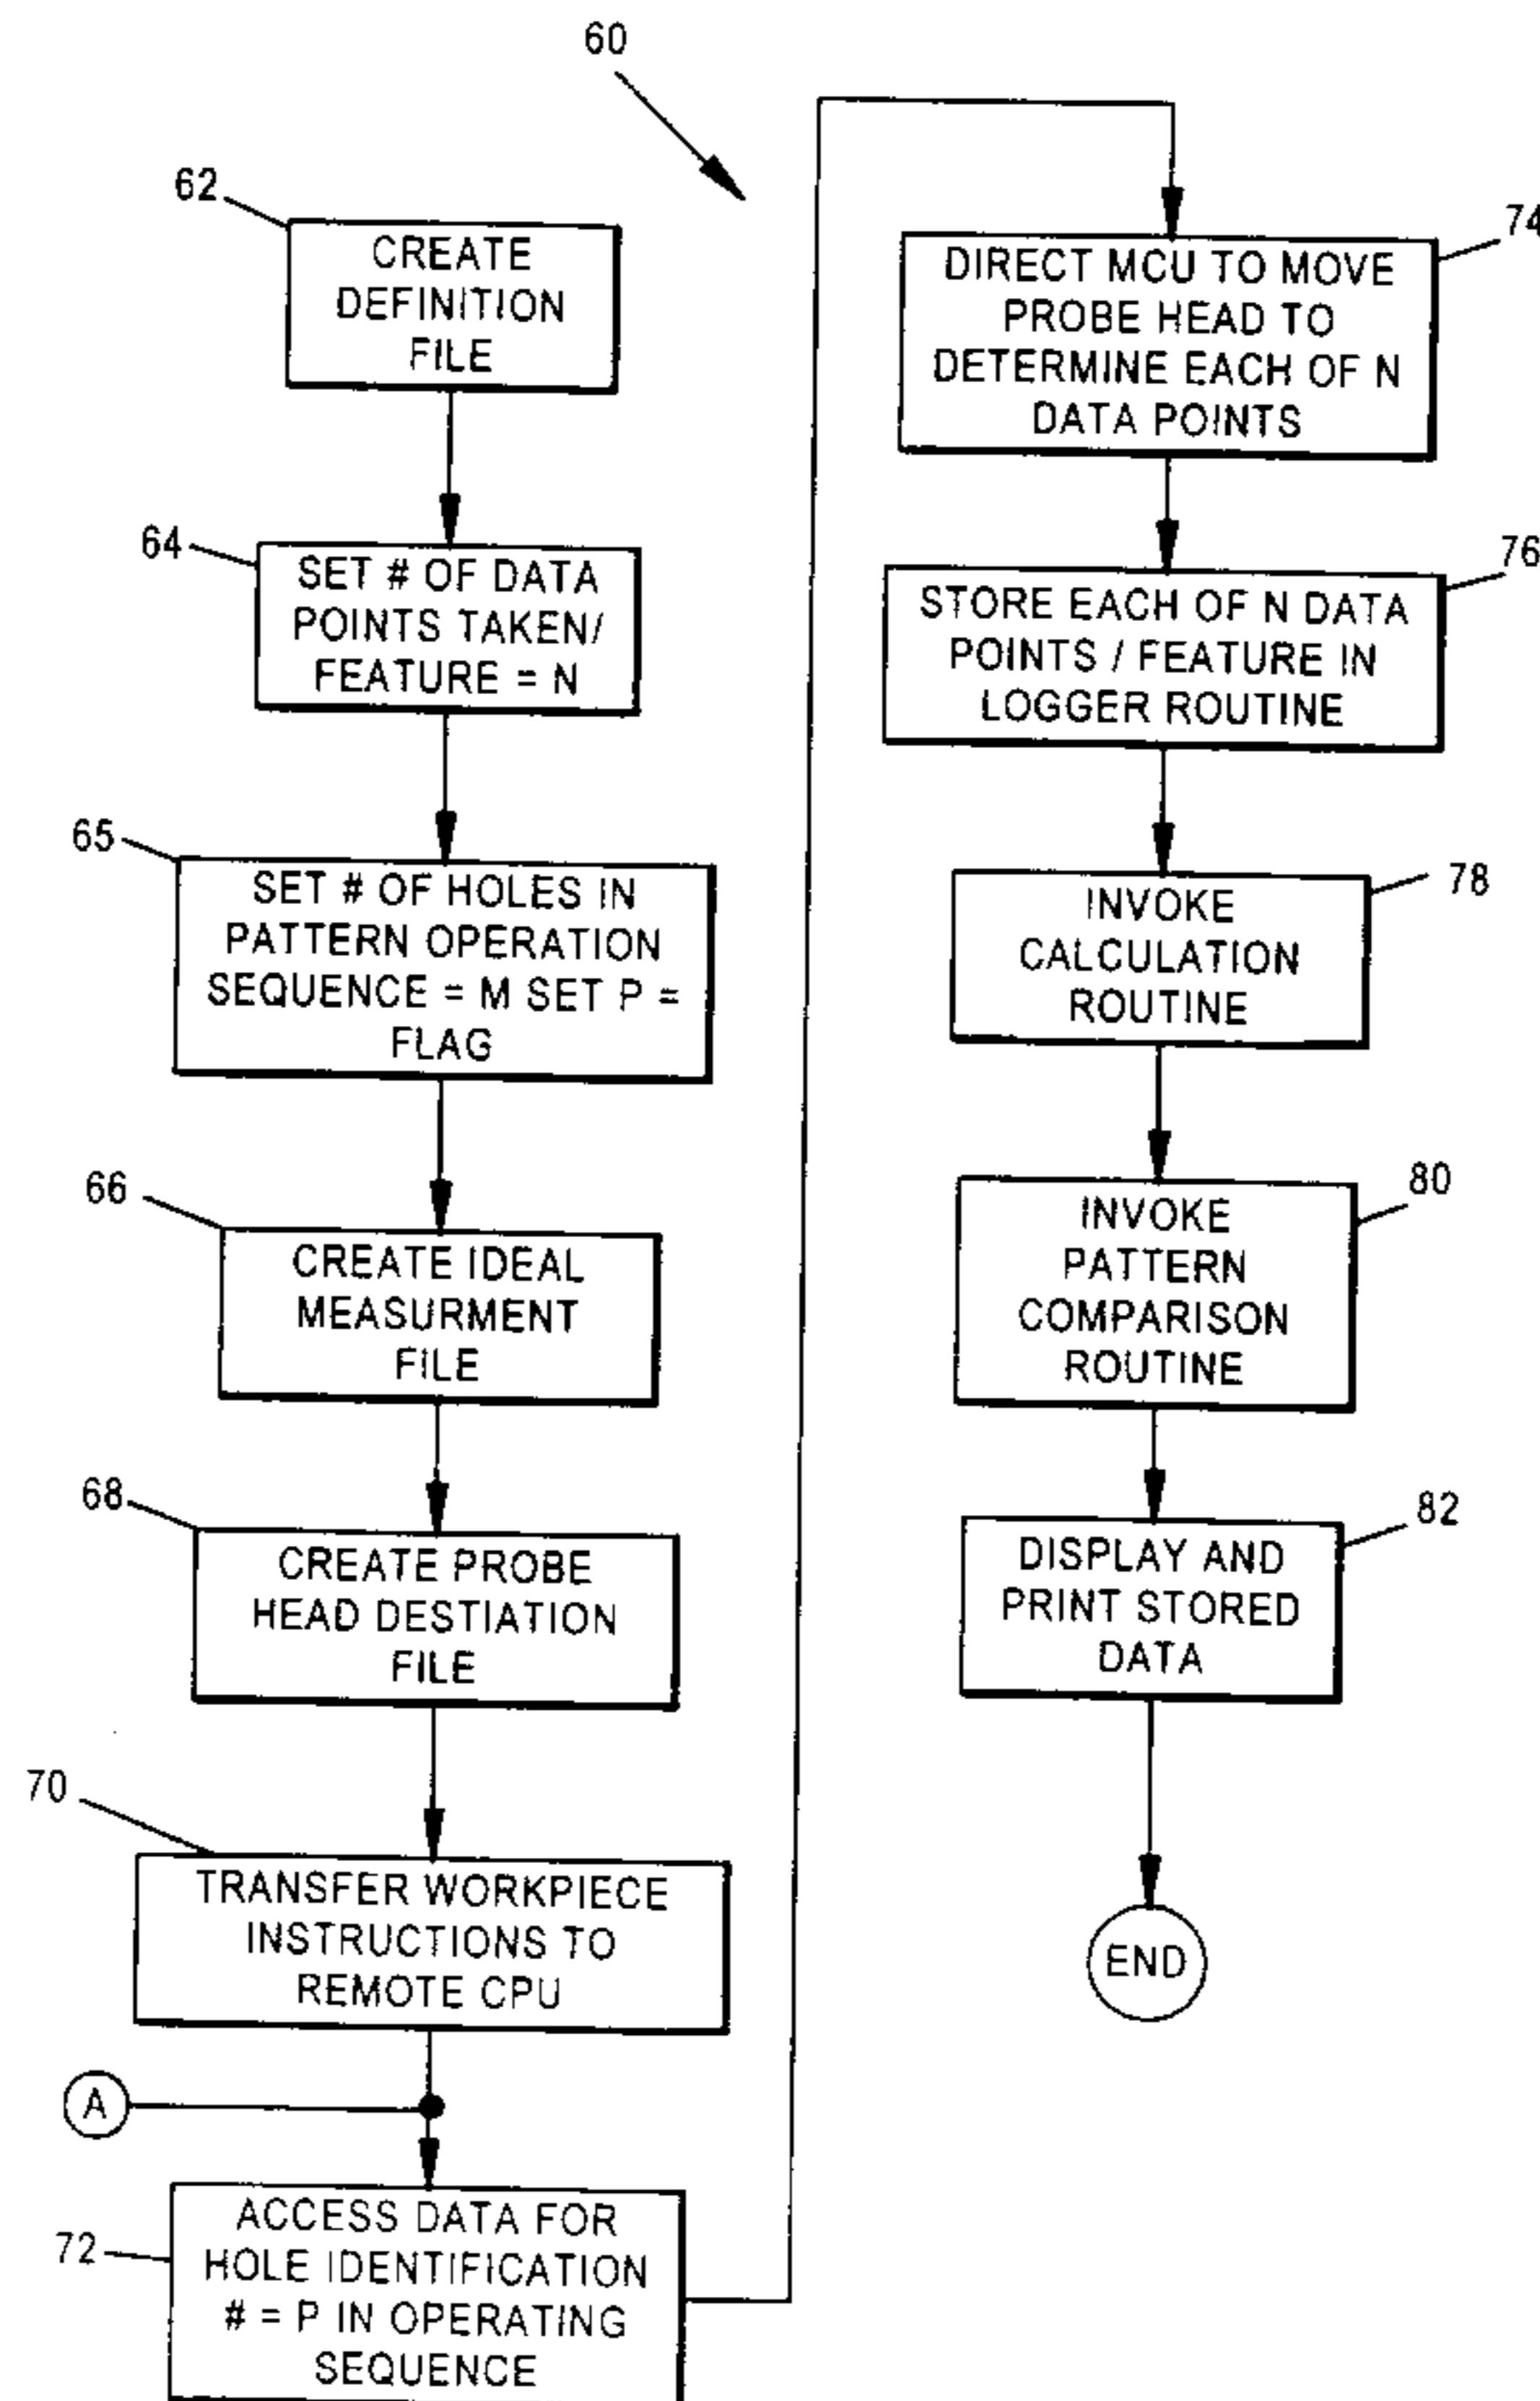 60
62
CREATE
DEFINITION
FILE
64
SET # OF DATA
POINTS TAKEN/
FEATURE = N
65
SET # OF HOLES IN
PATTERN OPERATION
SEQUENCE = M SET P =
FLAG
66
CREATE IDEAL
MEASURMENT
FILE
68
CREATE PROBE
HEAD DESTIATION
FILE
70
TRANSFER WORKPIECE
INSTRUCTIONS TO
REMOTE CPU
A
72
ACCESS DATA FOR
HOLE IDENTIFICATION
# = P IN OPERATING
SEQUENCE
74
DIRECT MCU TO MOVE
PROBE HEAD TO
DETERMINE EACH OF N
DATA POINTS
76
STORE EACH OF N DATA
POINTS / FEATURE IN
LOGGER ROUTINE
78
INVOKE
CALCULATION
ROUTINE
80
INVOKE
PATTERN
COMPARISON
ROUTINE
82
DISPLAY AND
PRINT STORED
DATA
END